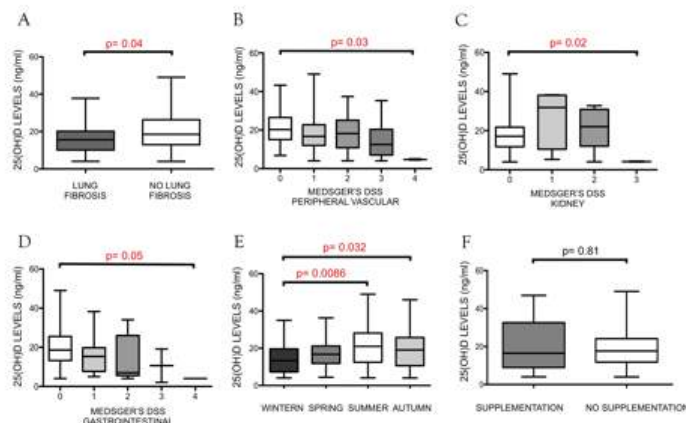 A
p= 0.04
25(OH)D LEVELS (ng/ml)
60
40
20
0
LUNG
FIBROSIS
NO LUNG
FIBROSIS
B
p= 0.03
25(OH)D LEVELS (ng/ml)
60
40
20
0
0 1 2 3 4
MEDSGER'S DSS
PERIPHERAL VASCULAR
C
p= 0.02
25(OH)D LEVELS (ng/ml)
60
40
20
0
0 1 2 3
MEDSGER'S DSS
KIDNEY
D
p= 0.05
25(OH)D LEVELS (ng/ml)
60
40
20
0
0 1 2 3 4
MEDSGER'S DSS
GASTROINTESTINAL
E
p= 0.032
p= 0.0086
25(OH)D LEVELS (ng/ml)
60
40
20
0
WINTERN SPRING SUMMER AUTUMN
F
p= 0.81
25(OH)D LEVELS (ng/ml)
60
40
20
0
SUPPLEMENTATION NO SUPPLEMENTATION